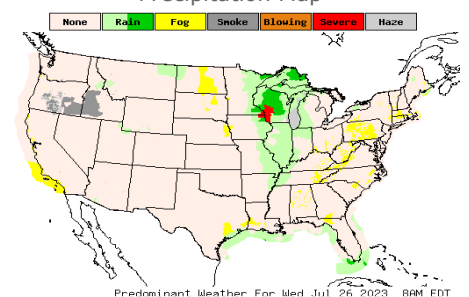 Precipitation Map
None Rain Fog Smoke Blowing Severe Haze
Predominant Weather For Wed Jul 26 2023 8AM EDT